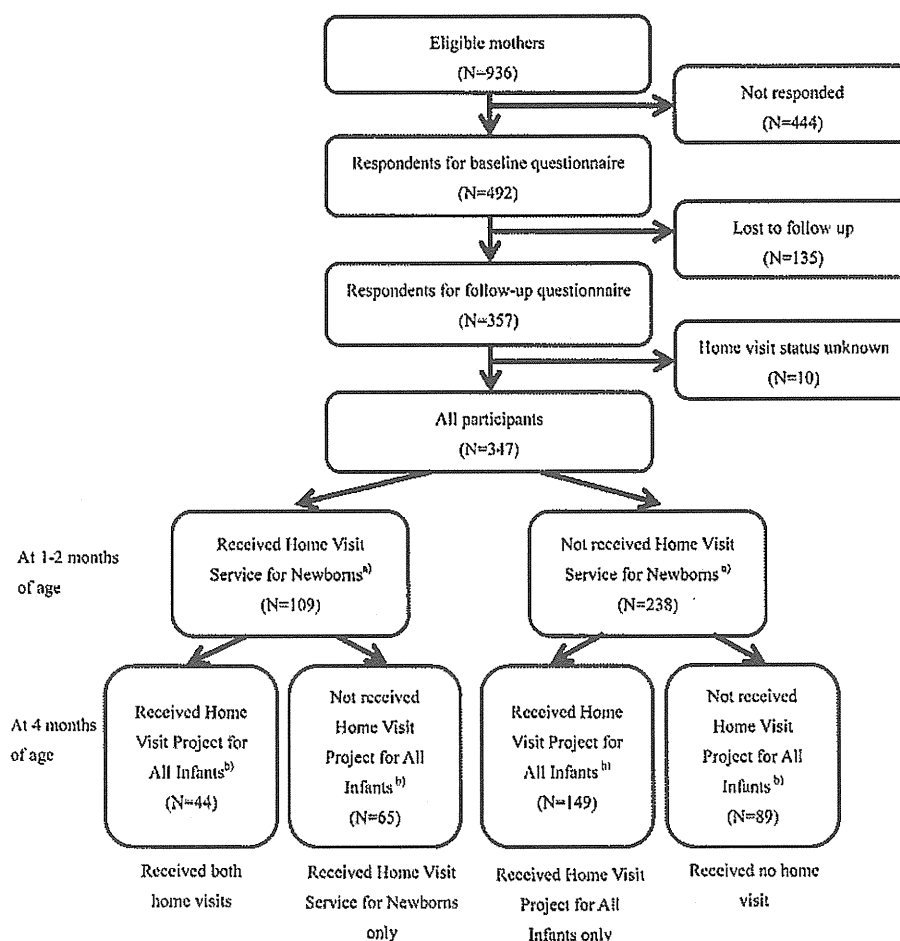 Eligible mothers
(N=936)
Not responded
(N=444)
Respondents for baseline questionnaire
(N=492)
Lost to follow up
(N=135)
Respondents for follow-up questionnaire
(N=357)
Home visit status unknown
(N=10)
All participants
(N=347)
At 1-2 months
of age
Received Home Visit
Service for Newborns a)
(N=109)
Not received Home Visit
Service for Newborns a)
(N=238)
At 4 months
of age
Received Home
Visit Project for
All Infants b)
(N=44)
Not received
Home Visit
Project for All
Infants b)
(N=65)
Received Home
Visit Project for
All Infants b)
(N=149)
Not received
Home Visit
Project for All
Infants b)
(N=89)
Received both
home visits
Received Home Visit
Service for Newborns
only
Received Home Visit
Project for All
Infants only
Received no home
visit